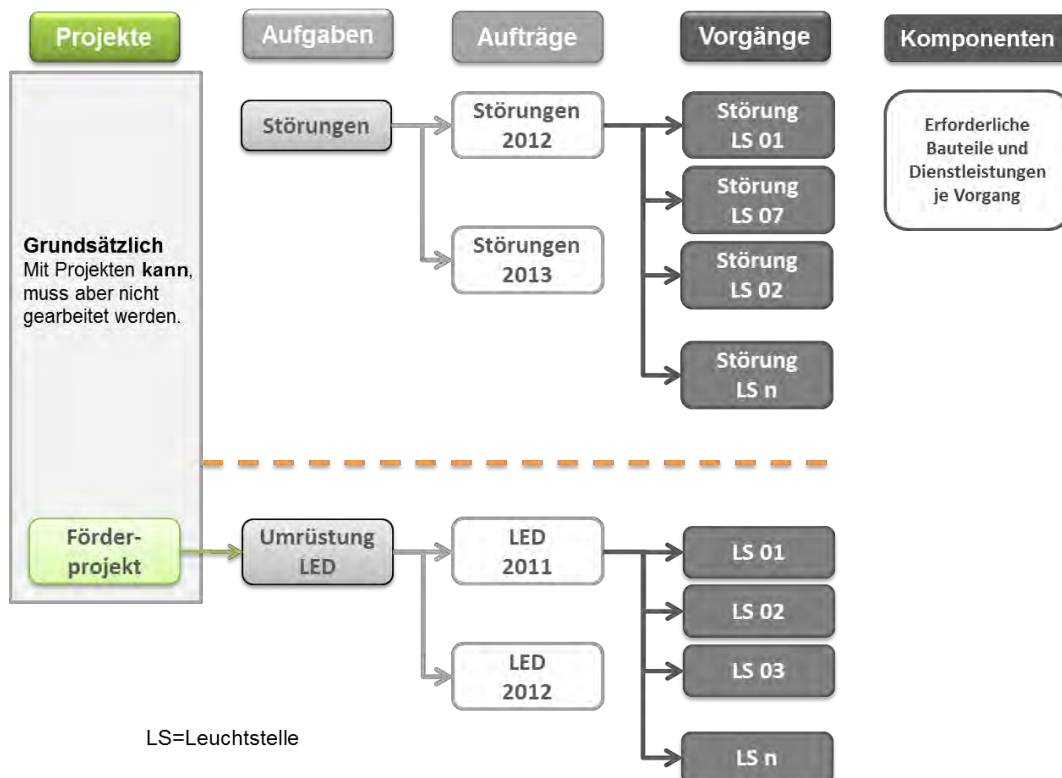 Projekte
Aufgaben
Aufträge
Vorgänge
Komponenten
Störungen
Störungen
2012
Störung
LS 01
Erforderliche
Bauteile und
Dienstleistungen
je Vorgang
Störung
LS 07
Grundsätzlich
Mit Projekten kann,
muss aber nicht
gearbeitet werden.
Störungen
2013
Störung
LS 02
Störung
LS n
Förder-
projekt
Umrüstung
LED
LED
2011
LS 01
LS 02
LED
2012
LS 03
LS n
LS=Leuchtstelle